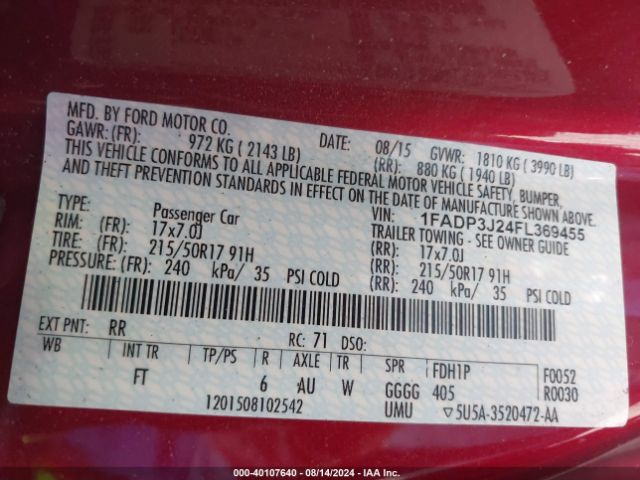 MFD. BY FORD MOTOR CO.
DATE: 08/15 GVWR: 1810 KG ( 3990 LB)
GAWR: (FR): 972 KG ( 2143 LB) (RR): 880 KG ( 1940 LB)
THIS VEHICLE CONFORMS TO ALL APPLICABLE FEDERAL MOTOR VEHICLE SAFETY, BUMPER,
AND THEFT PREVENTION STANDARDS IN EFFECT ON THE DATE OF MANUFACTURE SHOWN ABOVE.
VIN: 1FADP3J24FL369455
TYPE: Passenger Car TRAILER TOWING - SEE OWNER GUIDE
RIM: (FR): 17x7.0J (RR): 17x7.0J
TIRE: (FR): 215/50R17 91H (RR): 215/50R17 91H
PRESSURE: (FR): 240 kPa/ 35 PSI COLD (RR): 240 kPa/ 35 PSI COLD
EXT PNT: RR RC: 71 DSO:
WB INT TR TP/PS R AXLE TR SPR FDH1P F0052
FT 6 AU W GGGG 405 R0030
1201508102542 UMU 5U5A-3520472-AA
000-40107640 - 08/14/2024 - IAA Inc.